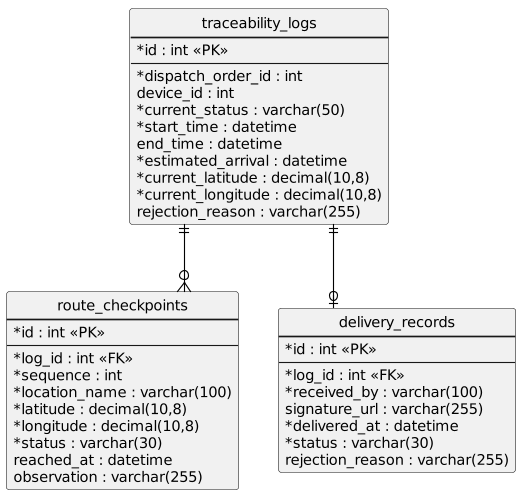 traceability_logs
*id : int «PK»
*dispatch_order_id : int
device_id : int
*current_status : varchar(50)
*start_time : datetime
end_time : datetime
*estimated_arrival : datetime
*current_latitude : decimal(10,8)
*current_longitude : decimal(10,8)
rejection_reason : varchar(255)
route_checkpoints
*id : int «PK»
*log_id : int «FK»
*sequence : int
*location_name : varchar(100)
*latitude : decimal(10,8)
*longitude : decimal(10,8)
*status : varchar(30)
reached_at : datetime
observation : varchar(255)
delivery_records
*id : int «PK»
*log_id : int «FK»
*received_by : varchar(100)
signature_url : varchar(255)
*delivered_at : datetime
*status : varchar(30)
rejection_reason : varchar(255)